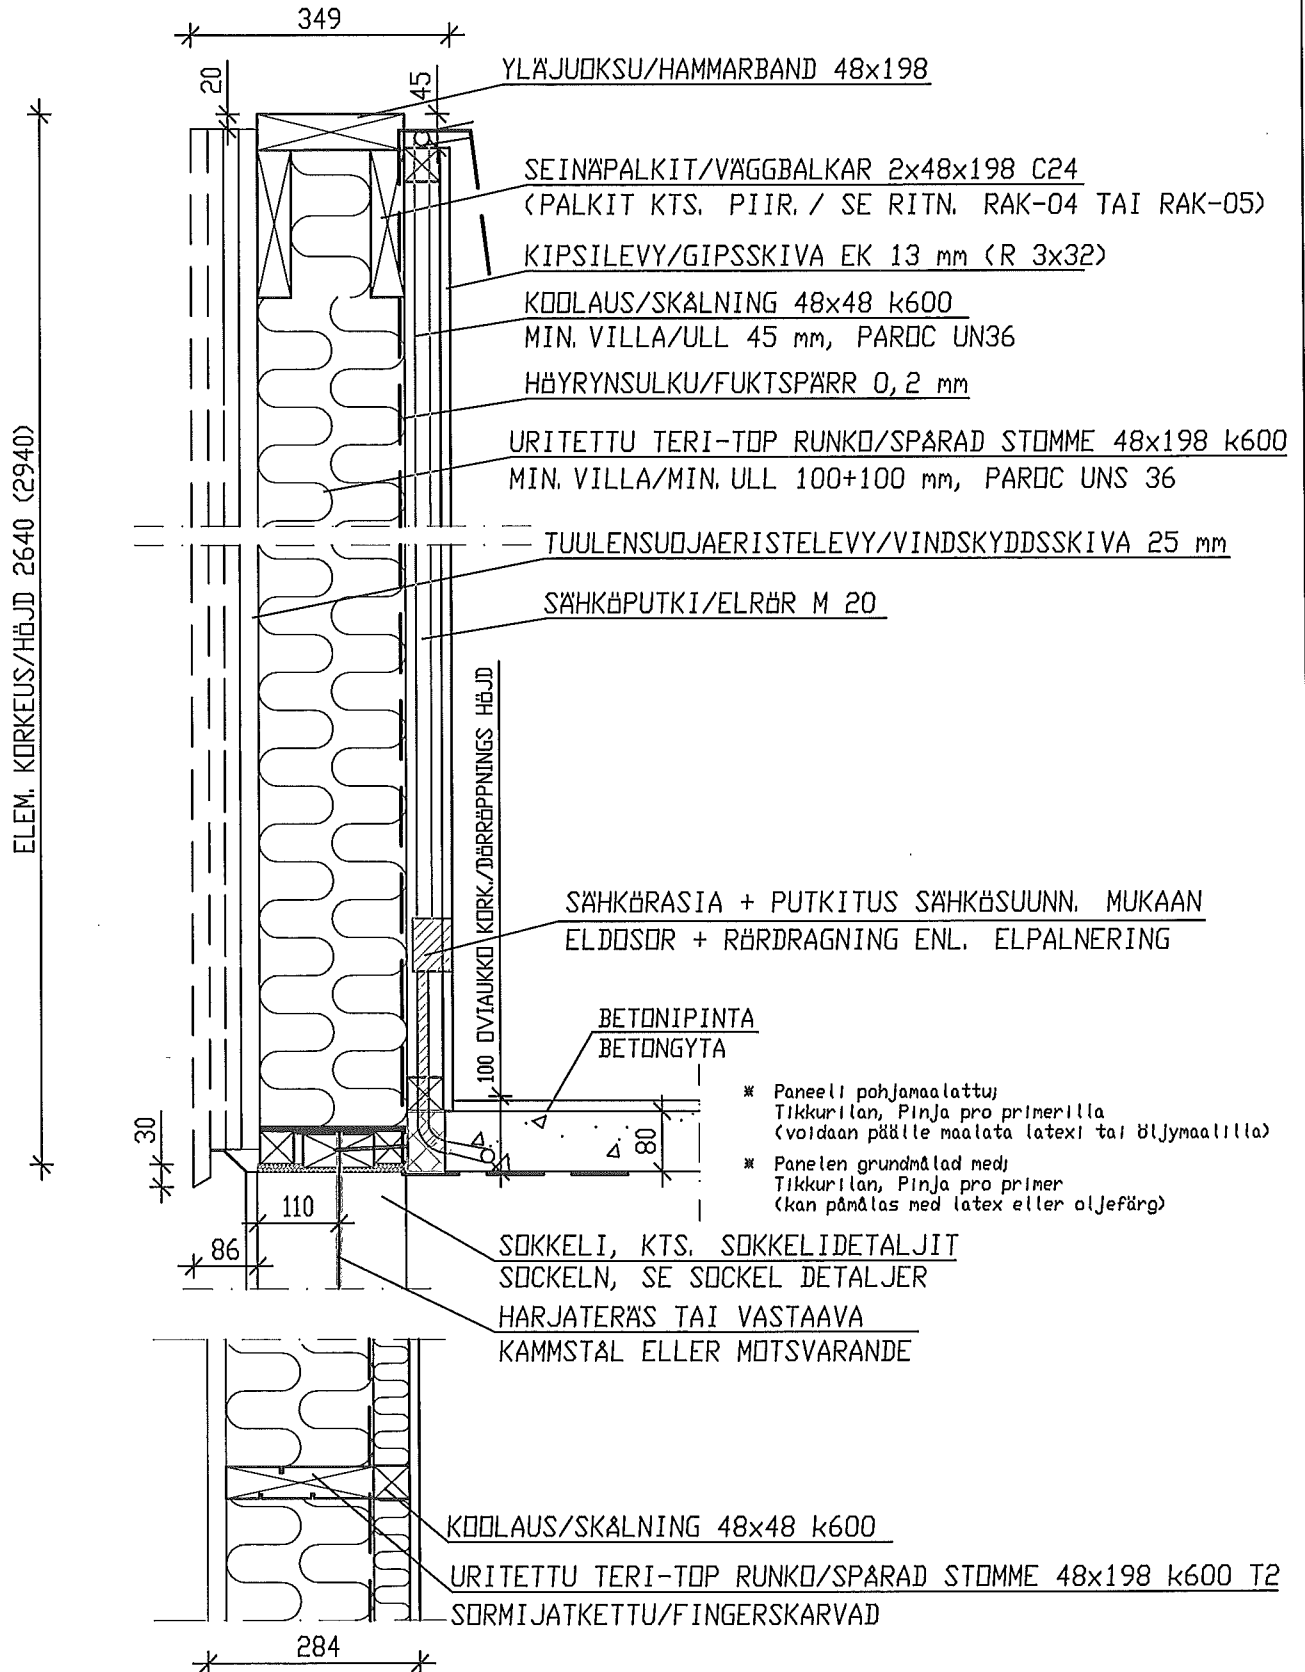 349
20
45
YLÄJUOKSU/HAMMARBAND 48x198
SEINÄPALKIT/VÄGGBALKAR 2x48x198 C24
(PALKIT KTS. PIIR. / SE RITN. RAK-04 TAI RAK-05)
KIPSILEVY/GIPSSKIVA EK 13 mm (R 3x32)
KOOLAUS/SKÅLNING 48x48 k600
MIN. VILLA/ULL 45 mm, PAROC UN36
HÖYRYNSULKU/FUKTSPÄRR 0,2 mm
URITETTU TERI-TOP RUNKO/SPÅRAD STOMME 48x198 k600
MIN. VILLA/MIN. ULL 100+100 mm, PAROC UNS 36
TUULENSUOJAERISTELEVY/VINDSKYDDSSKIVA 25 mm
SÄHKÖPUTKI/ELRÖR M 20
ELEM. KORKEUS/HÖJD 2640 (2940)
100 OVIAUKKO KORK./DÖRRÖPPNINGS HÖJD
SÄHKÖRASIA + PUTKITUS SÄHKÖSUUNN. MUKAAN
ELDOSOR + RÖRDRAGNING ENL. ELPALNERING
BETONIPINTA
BETONGYTA
* Paneeli pohjamaalattu;
Tikkurilan, Pinja pro primerilla
(voidaan päälle maalata latexi tai öljymaalilla)
* Panelen grundmålad med;
Tikkurilan, Pinja pro primer
(kan påmålas med latex eller oljefärg)
30
80
110
86
SOKKELI, KTS. SOKKELIDETALJIT
SOCKELN, SE SOCKEL DETALJER
HARJATERÄS TAI VASTAAVA
KAMMSTÅL ELLER MOTSVARANDE
KOOLAUS/SKÅLNING 48x48 k600
URITETTU TERI-TOP RUNKO/SPÅRAD STOMME 48x198 k600 T2
SORMIJATKETTU/FINGERSKARVAD
284